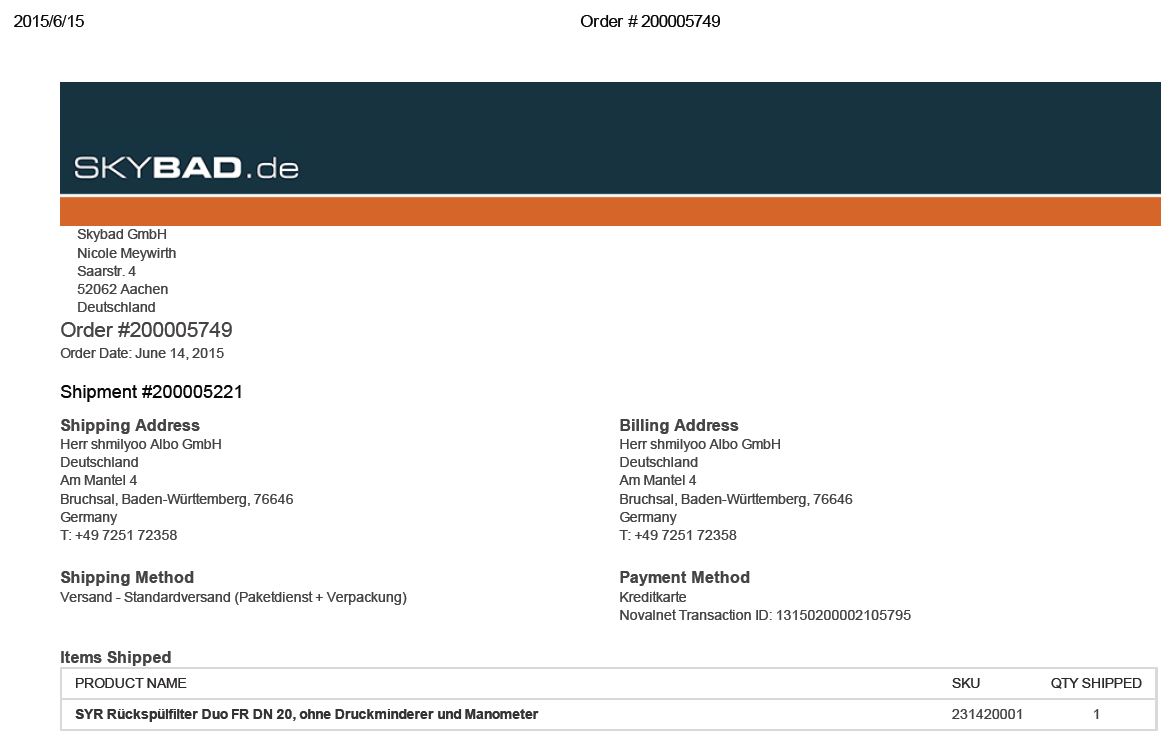 2015/6/15 Order # 200005749
SKYBAD.de
Skybad GmbH
Nicole Meywirth
Saarstr. 4
52062 Aachen
Deutschland
Order #200005749
Order Date: June 14, 2015
Shipment #200005221
Shipping Address
Herr shmilyoo Albo GmbH
Deutschland
Am Mantel 4
Bruchsal, Baden-Württemberg, 76646
Germany
T: +49 7251 72358
Billing Address
Herr shmilyoo Albo GmbH
Deutschland
Am Mantel 4
Bruchsal, Baden-Württemberg, 76646
Germany
T: +49 7251 72358
Shipping Method
Versand - Standardversand (Paketdienst + Verpackung)
Payment Method
Kreditkarte
Novalnet Transaction ID: 13150200002105795
Items Shipped
PRODUCT NAME SKU QTY SHIPPED
SYR Rückspülfilter Duo FR DN 20, ohne Druckminderer und Manometer 231420001 1